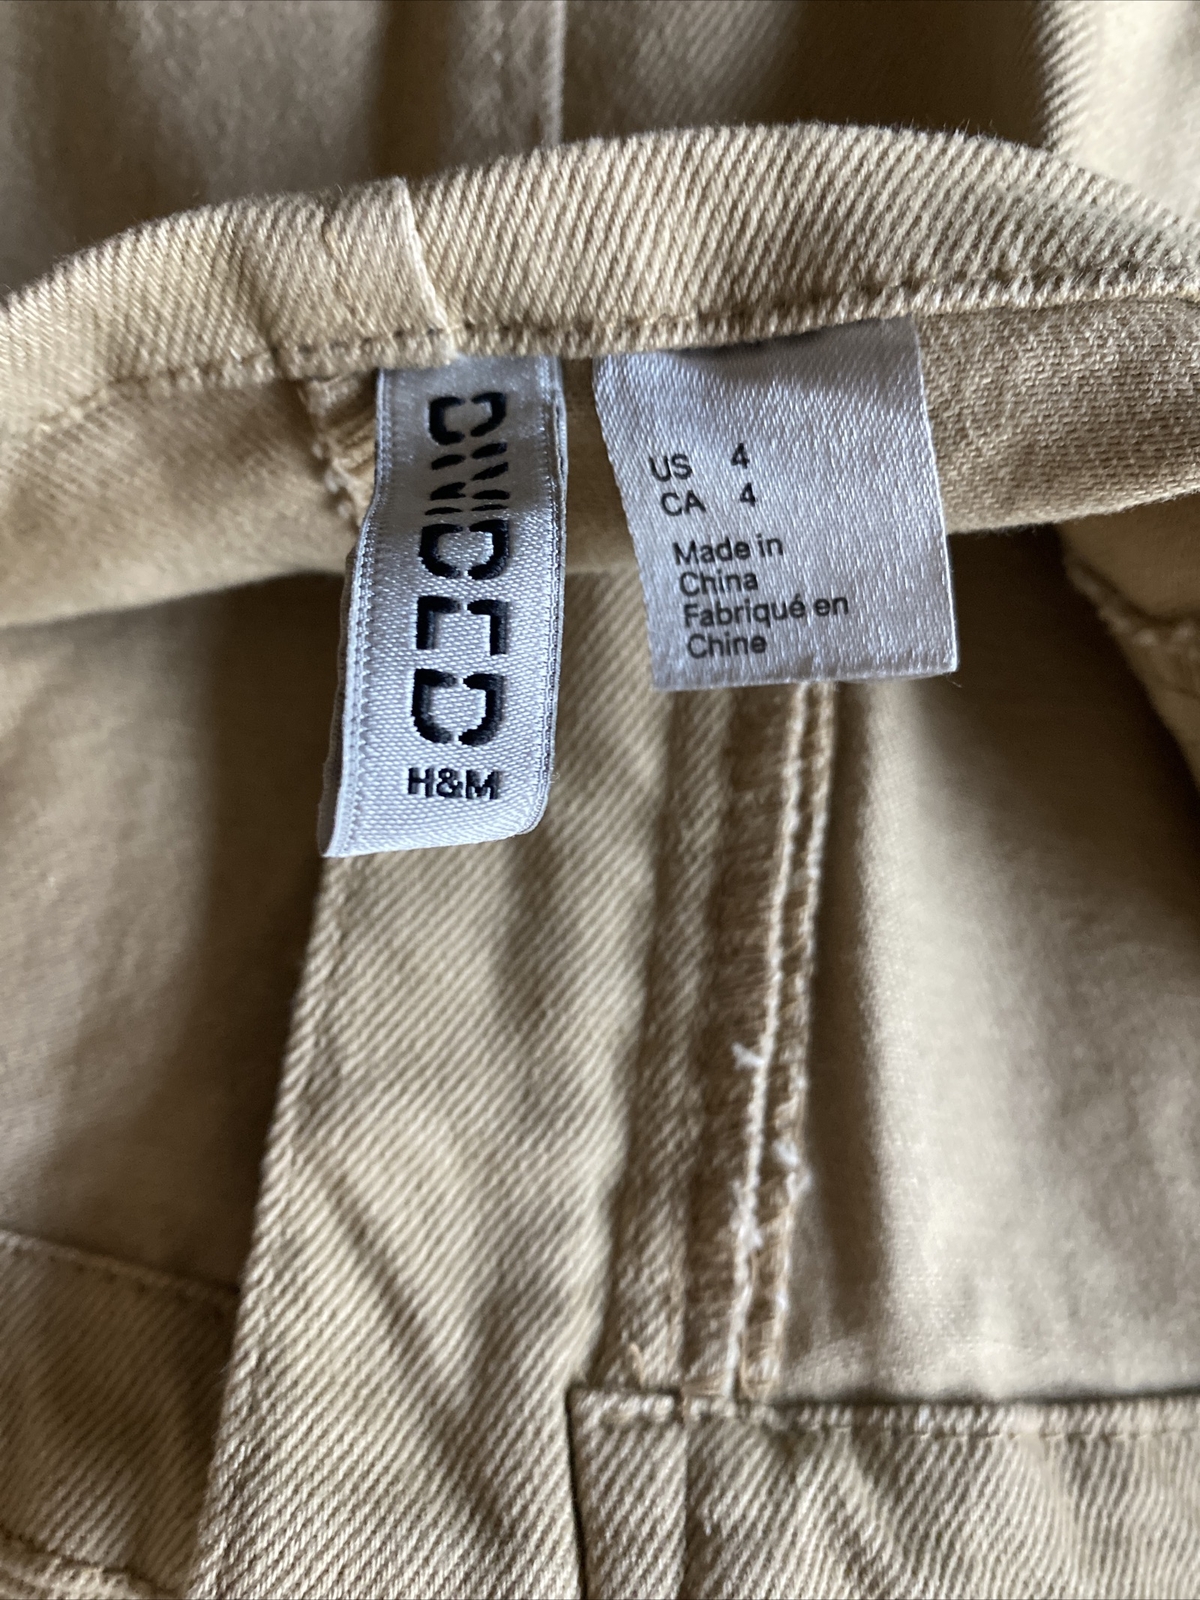 DIVIDED
H&M
US 4
CA 4
Made in
China
Fabriqué en
Chine